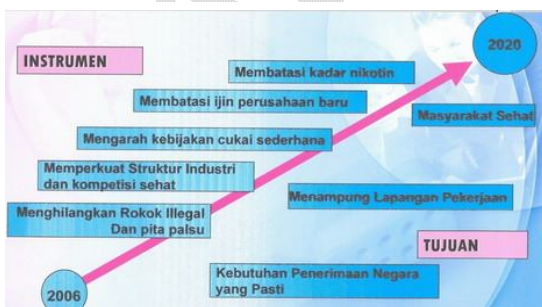 2020
INSTRUMEN
Membatasi kadar nikotin
Membatasi ijin perusahaan baru
Masyarakat Sehat
Mengarah kebijakan cukai sederhana
Memperkuat Struktur Industri
dan kompetisi sehat
Menampung Lapangan Pekerjaan
Menghilangkan Rokok Illegal
Dan pita palsu
TUJUAN
Kebutuhan Penerimaan Negara
yang Pasti
2006